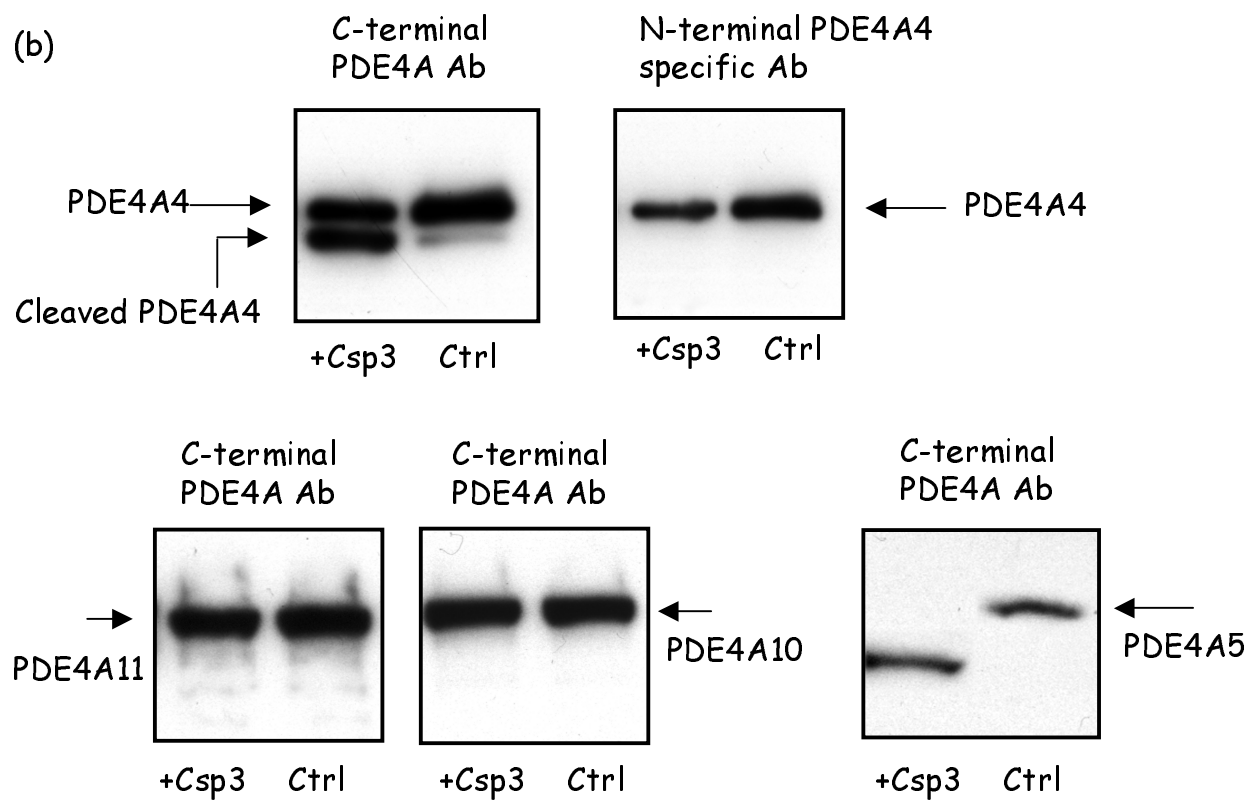 (b)
C-terminal
PDE4A Ab
N-terminal PDE4A4
specific Ab
PDE4A4
PDE4A4
Cleaved PDE4A4
+Csp3 Ctrl
+Csp3 Ctrl
C-terminal
PDE4A Ab
C-terminal
PDE4A Ab
C-terminal
PDE4A Ab
PDE4A11
PDE4A10
PDE4A5
+Csp3 Ctrl
+Csp3 Ctrl
+Csp3 Ctrl